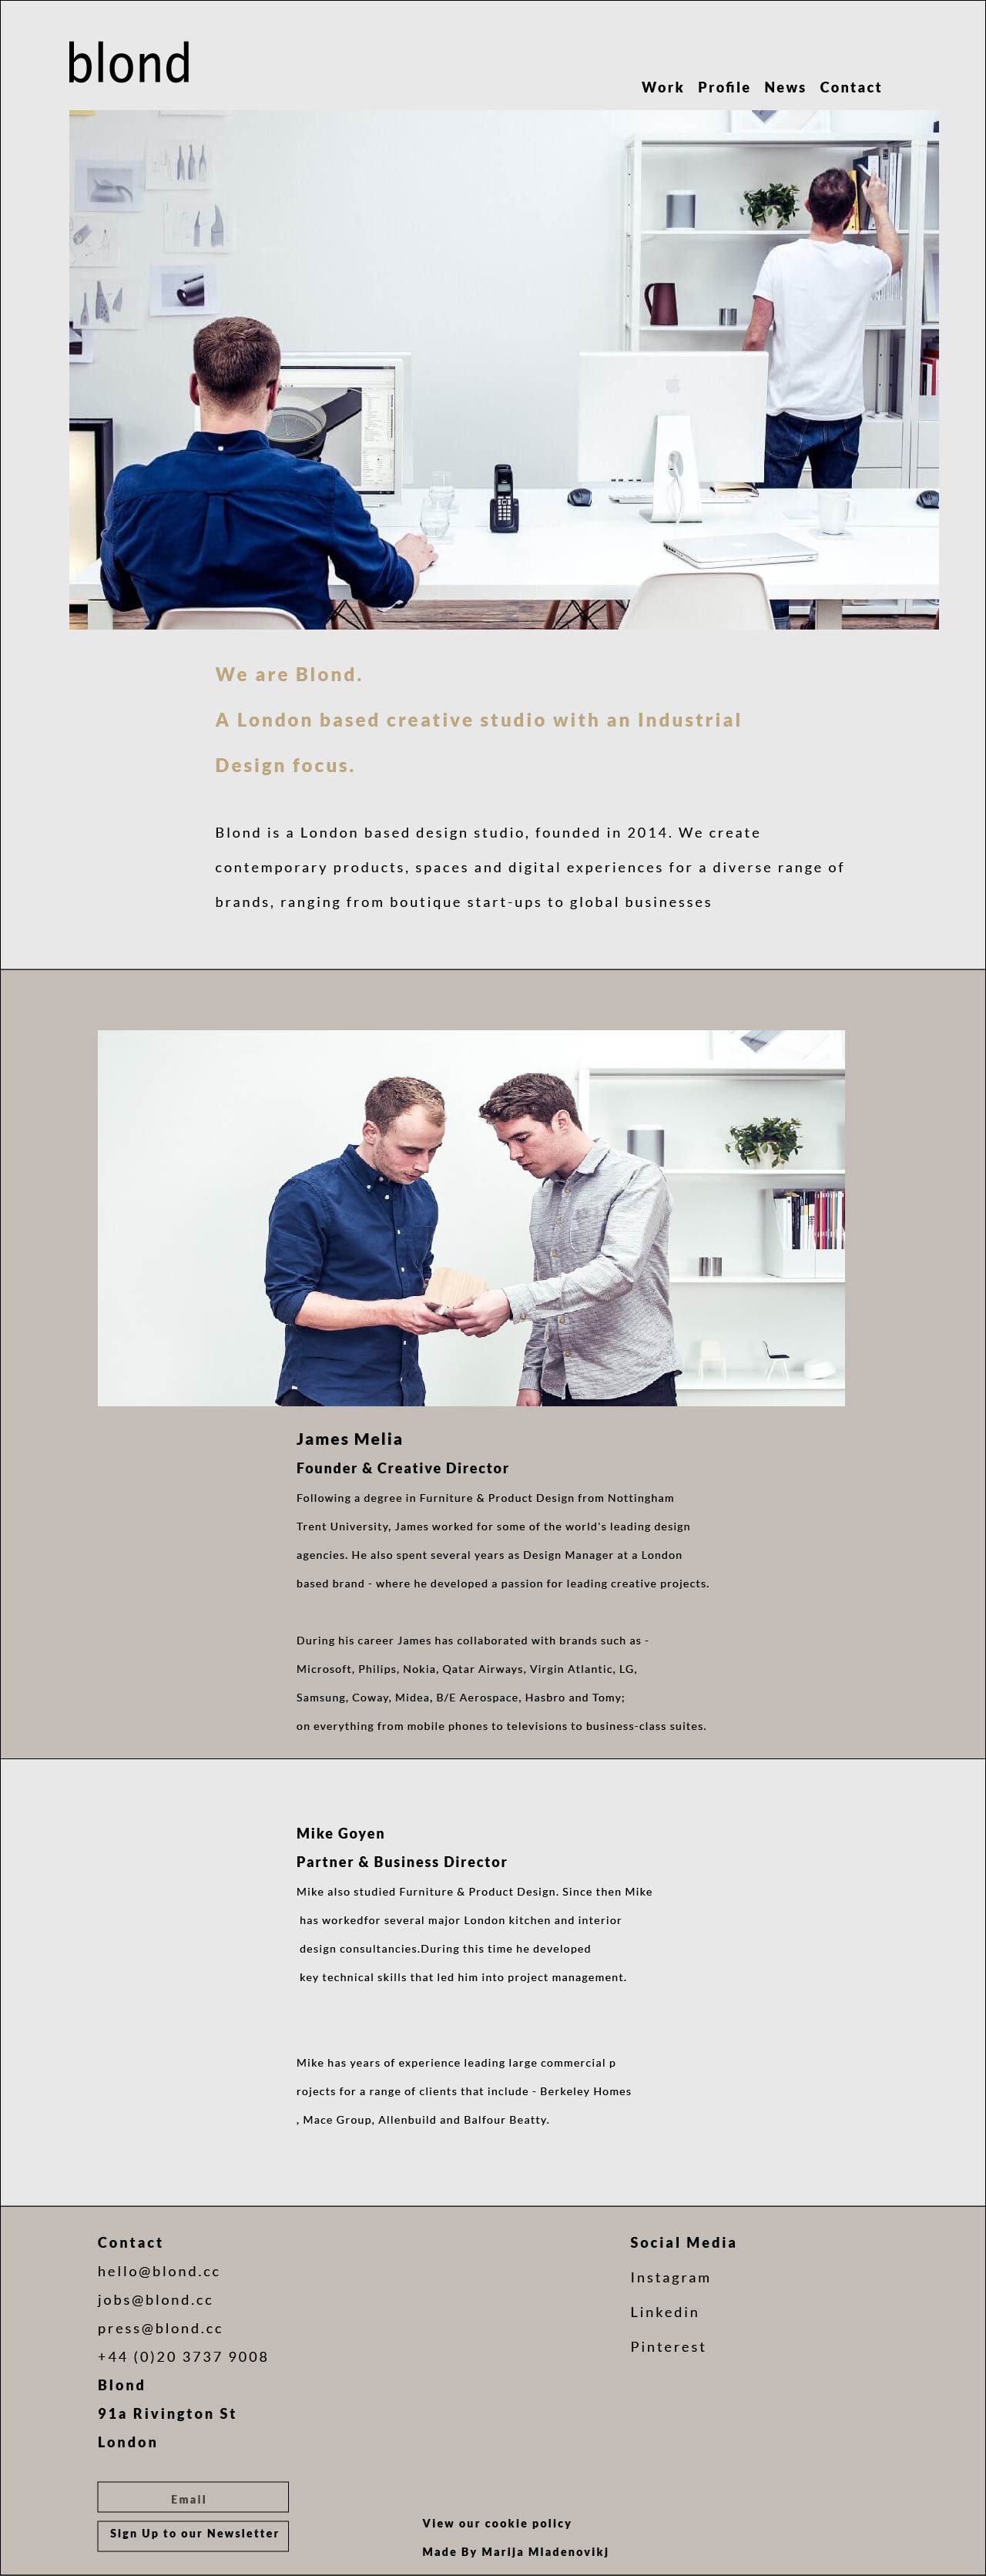 blond
Work Profile News Contact
We are Blond.
A London based creative studio with an Industrial
Design focus.
Blond is a London based design studio, founded in 2014. We create
contemporary products, spaces and digital experiences for a diverse range of
brands, ranging from boutique start-ups to global businesses
James Melia
Founder & Creative Director
Following a degree in Furniture & Product Design from Nottingham
Trent University, James worked for some of the world's leading design
agencies. He also spent several years as Design Manager at a London
based brand - where he developed a passion for leading creative projects.
During his career James has collaborated with brands such as -
Microsoft, Philips, Nokia, Qatar Airways, Virgin Atlantic, LG,
Samsung, Coway, Midea, B/E Aerospace, Hasbro and Tomy;
on everything from mobile phones to televisions to business-class suites.
Mike Goyen
Partner & Business Director
Mike also studied Furniture & Product Design. Since then Mike
has workedfor several major London kitchen and interior
design consultancies.During this time he developed
key technical skills that led him into project management.
Mike has years of experience leading large commercial p
rojects for a range of clients that include - Berkeley Homes
, Mace Group, Allenbuild and Balfour Beatty.
Contact
hello@blond.cc
jobs@blond.cc
press@blond.cc
+44 (0)20 3737 9008
Blond
91a Rivington St
London
Social Media
Instagram
Linkedin
Pinterest
Email
Sign Up to our Newsletter
View our cookie policy
Made By Marija Mladenovikj